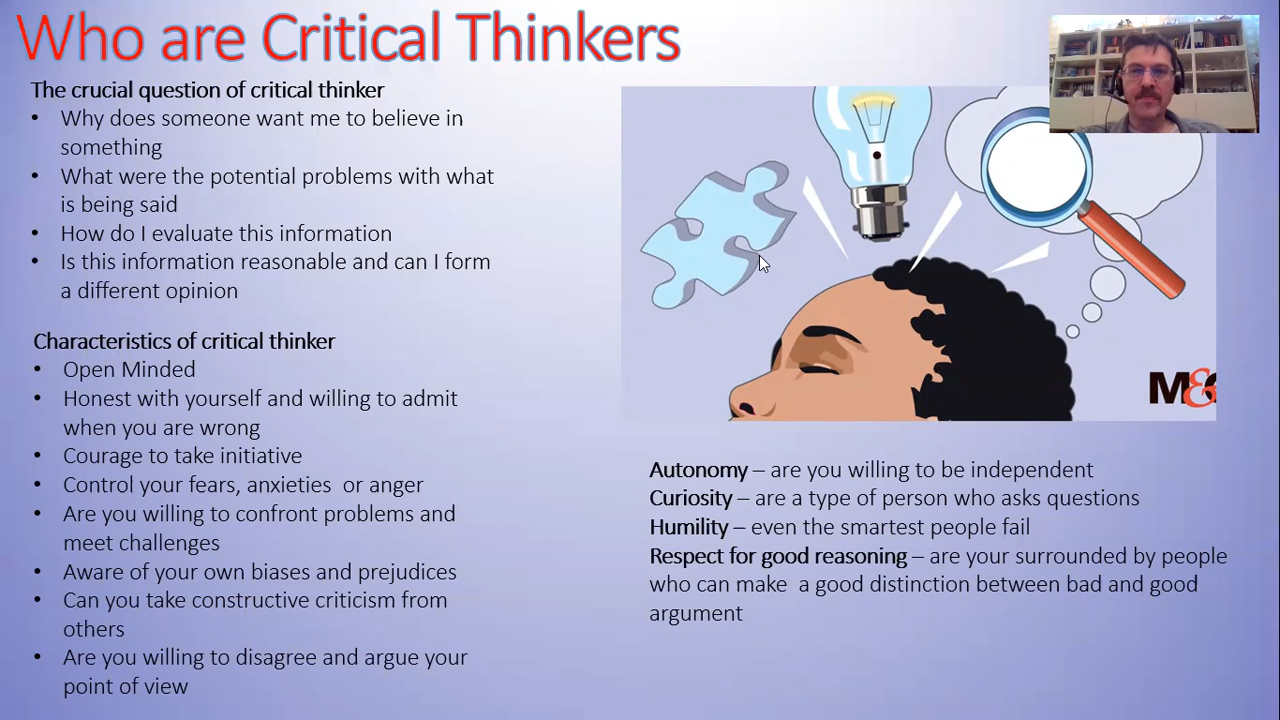 Who are Critical Thinkers
The crucial question of critical thinker
• Why does someone want me to believe in
something
• What were the potential problems with what
is being said
• How do I evaluate this information
• Is this information reasonable and can I form
a different opinion
Characteristics of critical thinker
• Open Minded
• Honest with yourself and willing to admit
when you are wrong
• Courage to take initiative
• Control your fears, anxieties or anger
• Are you willing to confront problems and
meet challenges
• Aware of your own biases and prejudices
• Can you take constructive criticism from
others
• Are you willing to disagree and argue your
point of view
M&
Autonomy – are you willing to be independent
Curiosity – are a type of person who asks questions
Humility – even the smartest people fail
Respect for good reasoning – are your surrounded by people
who can make a good distinction between bad and good
argument